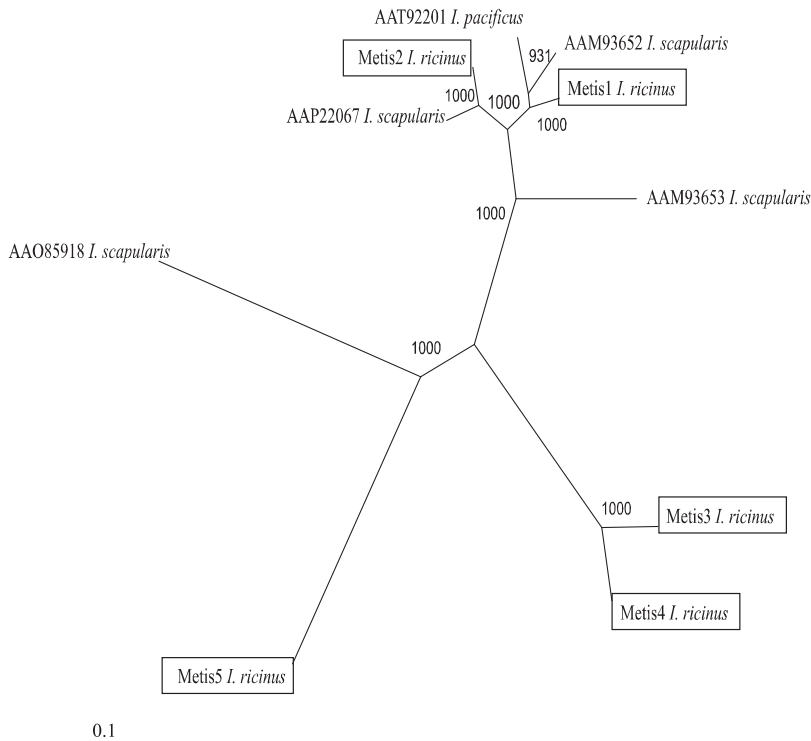 AAT92201 I. pacificus
AAM93652 I. scapularis
931
Metis2 I. ricinus
Metis1 I. ricinus
1000
1000
AAP22067 I. scapularis
1000
AAM93653 I. scapularis
1000
AAO85918 I. scapularis
1000
1000
Metis3 I. ricinus
Metis4 I. ricinus
Metis5 I. ricinus
0.1